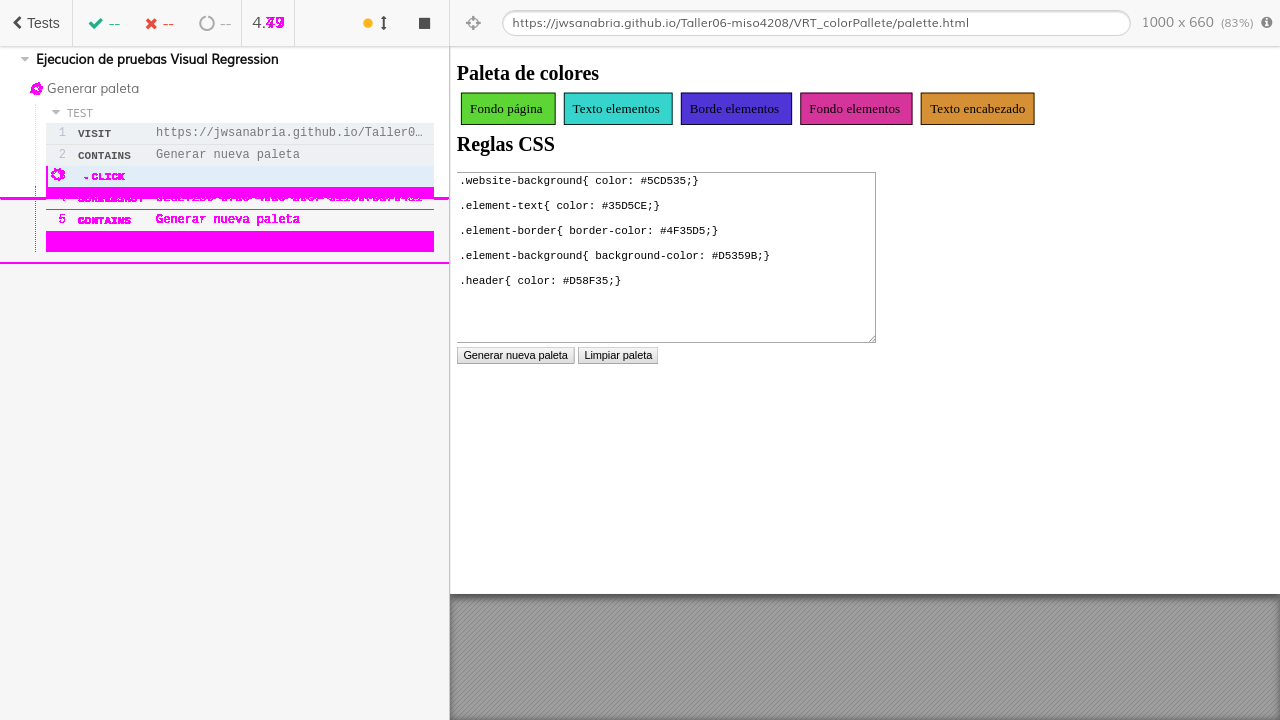 Tests -- -- --
https://jwsanabria.github.io/Taller06-miso4208/VRT_colorPallete/palette.html 1000 x 660 (83%)
Ejecucion de pruebas Visual Regression
Generar paleta
TEST
1 VISIT https://jwsanabria.github.io/Taller0…
2 CONTAINS Generar nueva paleta
- CLICK
5 CONTAINS Generar nueva paleta
Paleta de colores
Fondo página Texto elementos Borde elementos Fondo elementos Texto encabezado
Reglas CSS
.website-background{ color: #5CD535;}
.element-text{ color: #35D5CE;}
.element-border{ border-color: #4F35D5;}
.element-background{ background-color: #D5359B;}
.header{ color: #D58F35;}
Generar nueva paleta Limpiar paleta